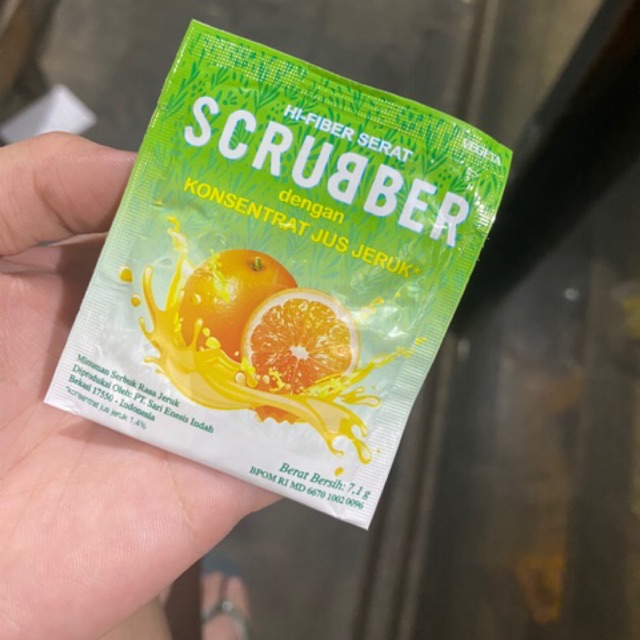 VEGETA
HI-FIBER SERAT
SCRUBBER
dengan
KONSENTRAT JUS JERUK*
Minuman Serbuk Rasa Jeruk
Diproduksi Oleh: PT. Sari Enesis Indah
Bekasi 17550 - Indonesia
*Konsentrat jus jeruk 1,4%
Berat Bersih: 7,1 g
BPOM RI MD 6670 1002 0096